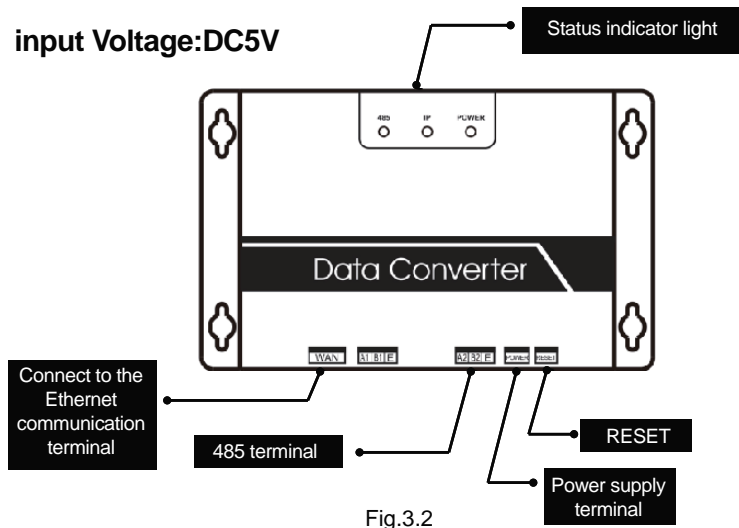 input Voltage:DC5V
Status indicator light
485 IP POWER
Data Converter
WAN A1 B1 E A2 B2 E POWER RESET
Connect to the
Ethernet
communication
terminal
485 terminal
RESET
Power supply
terminal
Fig.3.2